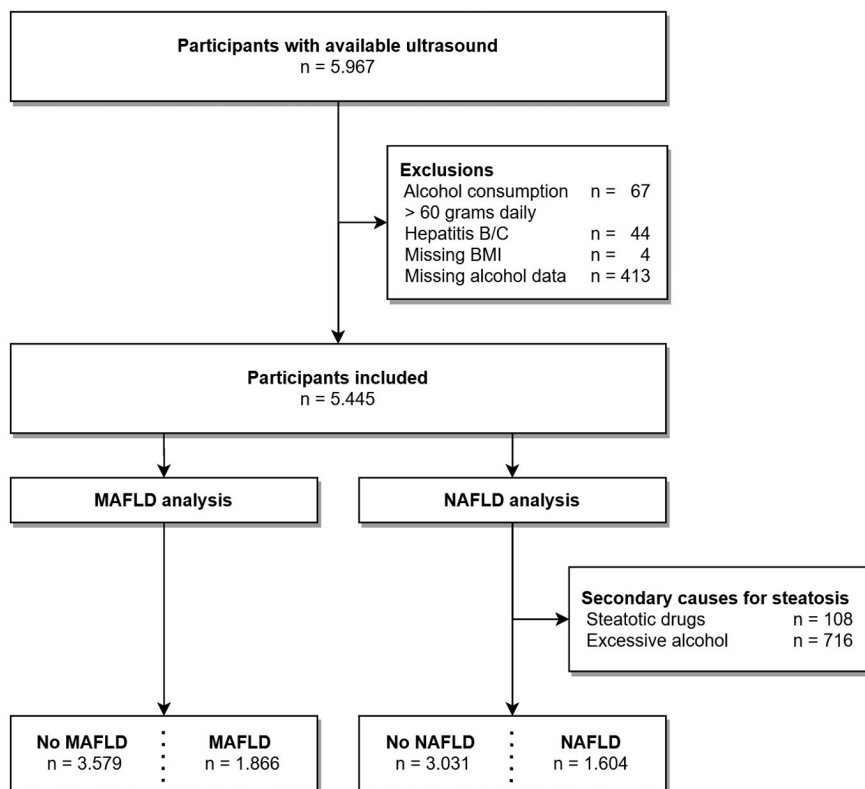 Participants with available ultrasound
n = 5.967
Exclusions
Alcohol consumption n = 67
> 60 grams daily
Hepatitis B/C n = 44
Missing BMI n = 4
Missing alcohol data n = 413
Participants included
n = 5.445
MAFLD analysis
NAFLD analysis
Secondary causes for steatosis
Steatotic drugs n = 108
Excessive alcohol n = 716
No MAFLD MAFLD
n = 3.579 n = 1.866
No NAFLD NAFLD
n = 3.031 n = 1.604